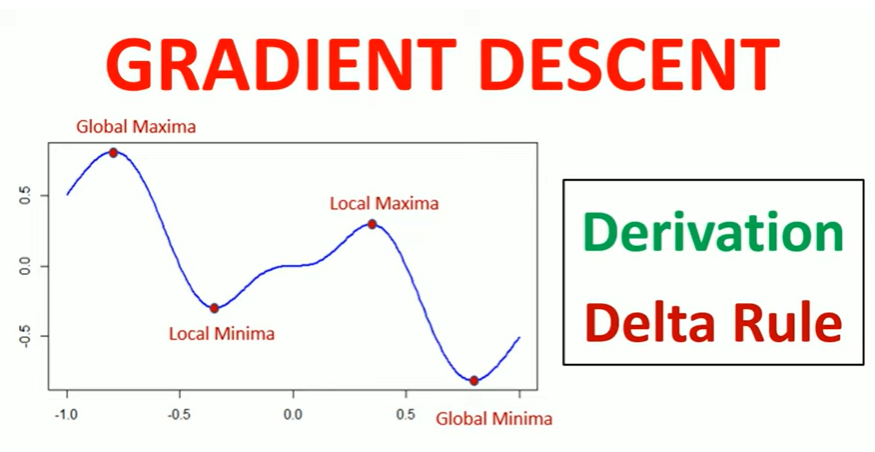 GRADIENT DESCENT
Global Maxima
Local Maxima
Local Minima
Global Minima
0.5
0.0
-0.5
-1.0
-0.5
0.0
0.5
Derivation
Delta Rule